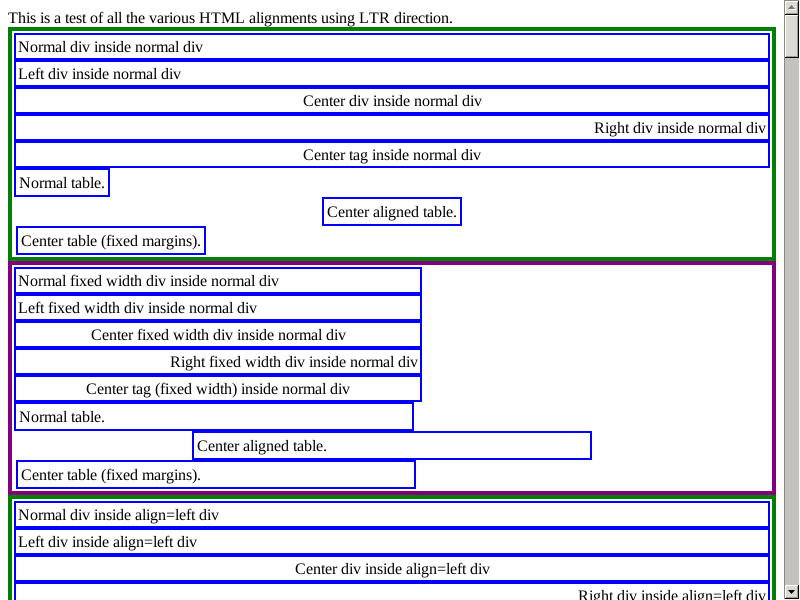 This is a test of all the various HTML alignments using LTR direction.
Normal div inside normal div
Left div inside normal div
Center div inside normal div
Right div inside normal div
Center tag inside normal div
Normal table.
Center aligned table.
Center table (fixed margins).
Normal fixed width div inside normal div
Left fixed width div inside normal div
Center fixed width div inside normal div
Right fixed width div inside normal div
Center tag (fixed width) inside normal div
Normal table.
Center aligned table.
Center table (fixed margins).
Normal div inside align=left div
Left div inside align=left div
Center div inside align=left div
Right div inside align=left div